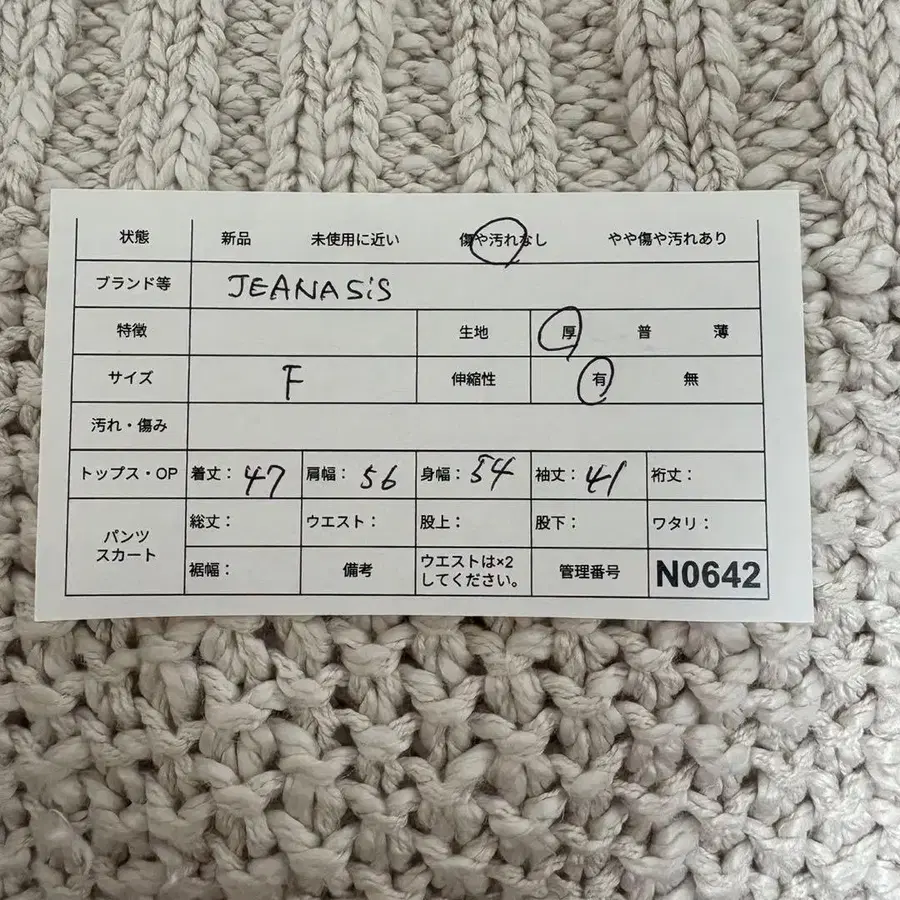 状態 新品 未使用に近い 傷や汚れなし やや傷や汚れあり
ブランド等 JEANASiS
特徴 生地 厚 普 薄
サイズ F 伸縮性 有 無
汚れ・傷み
トップス・OP 着丈：47 肩幅：56 身幅：54 袖丈：41 裄丈：
パンツ
スカート
総丈： ウエスト： 股上： 股下： ワタリ：
裾幅： 備考 ウエストは×2
してください。 管理番号 N0642